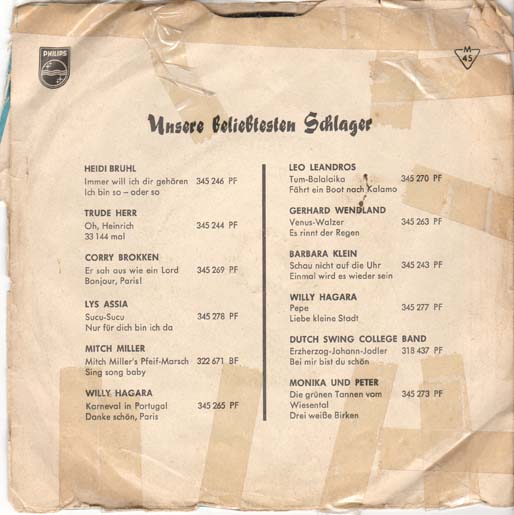 PHILIPS
M
45
Unsere beliebtesten Schlager
HEIDI BRUHL
Immer will ich dir gehören 345 246 PF
Ich bin so – oder so
TRUDE HERR
Oh, Heinrich 345 244 PF
33 144 mal
CORRY BROKKEN
Er sah aus wie ein Lord 345 269 PF
Bonjour, Paris!
LYS ASSIA
Sucu-Sucu 345 278 PF
Nur für dich bin ich da
MITCH MILLER
Mitch Miller's Pfeif-Marsch 322 671 BF
Sing song baby
WILLY HAGARA
Karneval in Portugal 345 265 PF
Danke schön, Paris
LEO LEANDROS
Tum-Balalaika 345 270 PF
Fährt ein Boot nach Kalamo
GERHARD WENDLAND
Venus-Walzer 345 263 PF
Es rinnt der Regen
BARBARA KLEIN
Schau nicht auf die Uhr 345 243 PF
Einmal wird es wieder sein
WILLY HAGARA
Pepe 345 277 PF
Liebe kleine Stadt
DUTCH SWING COLLEGE BAND
Erzherzog-Johann-Jodler 318 437 PF
Bei mir bist du schön
MONIKA UND PETER
Die grünen Tannen vom 345 273 PF
Wiesental
Drei weiße Birken